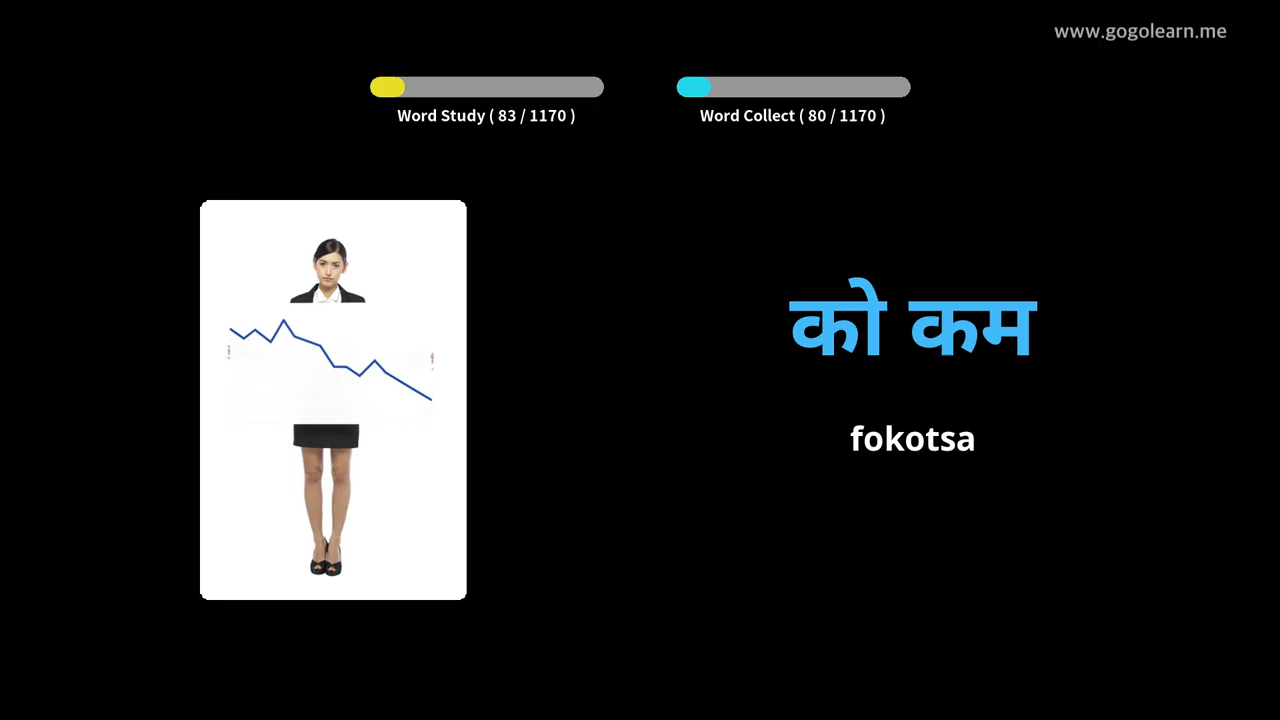 www.gogolearn.me
Word Study ( 83 / 1170 )
Word Collect ( 80 / 1170 )
को कम
fokotsa